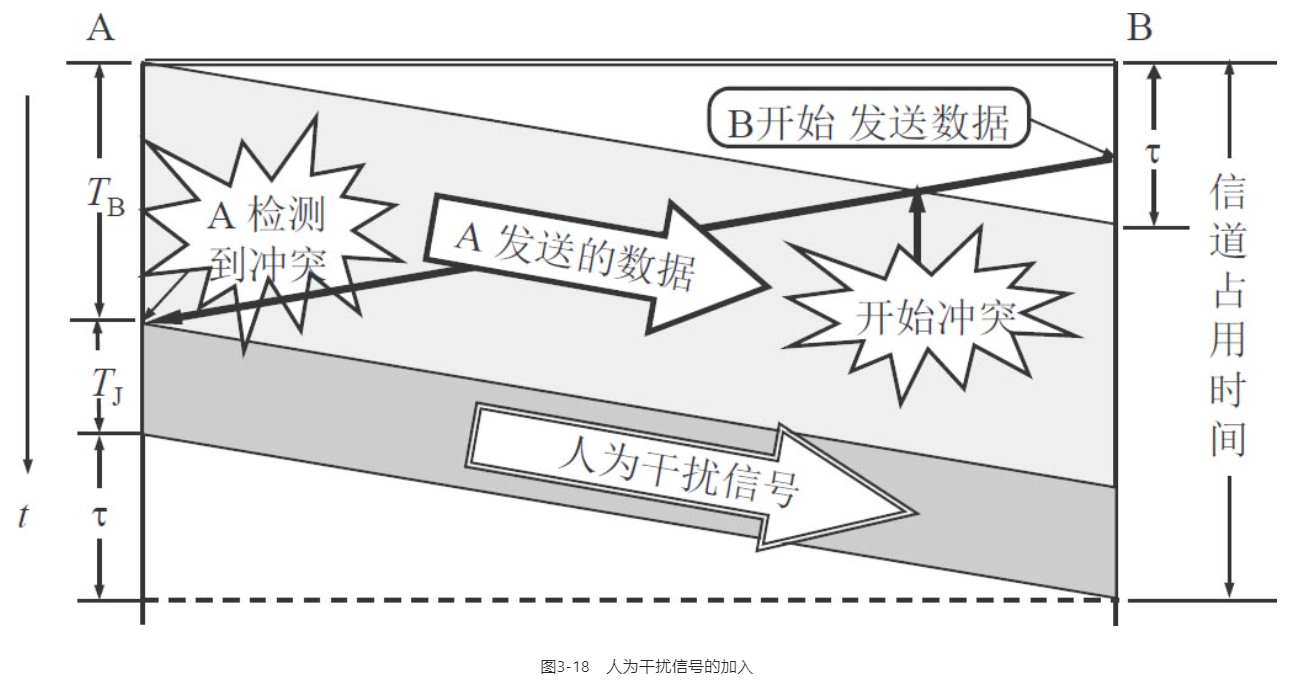 A
B
B开始 发送数据
τ
T_B
A 检测
到冲突
A 发送的数据
开始冲突
信道占用时间
T_J
人为干扰信号
t
τ
图3-18 人为干扰信号的加入